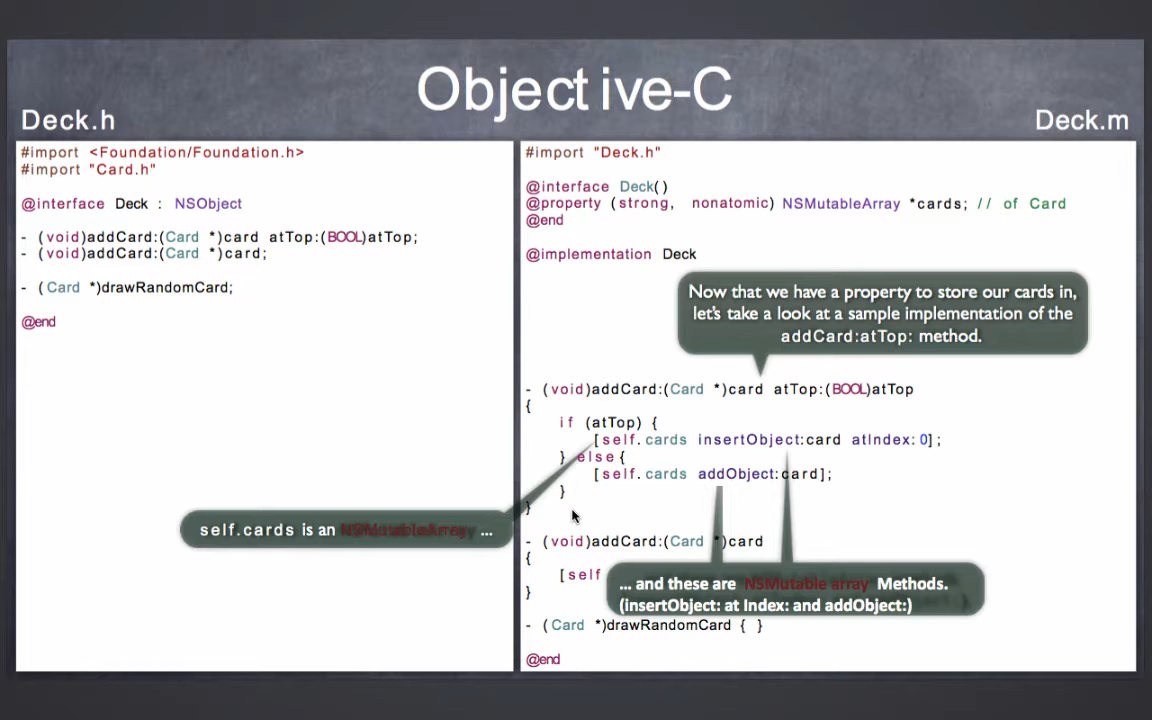 Objective-C
Deck.h
Deck.m
#import <Foundation/Foundation.h>
#import "Card.h"
@interface Deck : NSObject
- (void)addCard:(Card *)card atTop:(BOOL)atTop;
- (void)addCard:(Card *)card;
- (Card *)drawRandomCard;
@end
#import "Deck.h"
@interface Deck()
@property (strong, nonatomic) NSMutableArray *cards; // of Card
@end
@implementation Deck
Now that we have a property to store our cards in,
let's take a look at a sample implementation of the
addCard:atTop: method.
- (void)addCard:(Card *)card atTop:(BOOL)atTop
{
if (atTop) {
[self.cards insertObject:card atIndex:0];
} else {
[self.cards addObject:card];
}
}
self.cards is an NSMutableArray ...
- (void)addCard:(Card *)card
{
[self
}
... and these are NSMutable array Methods.
(insertObject: at Index: and addObject:)
- (Card *)drawRandomCard { }
@end